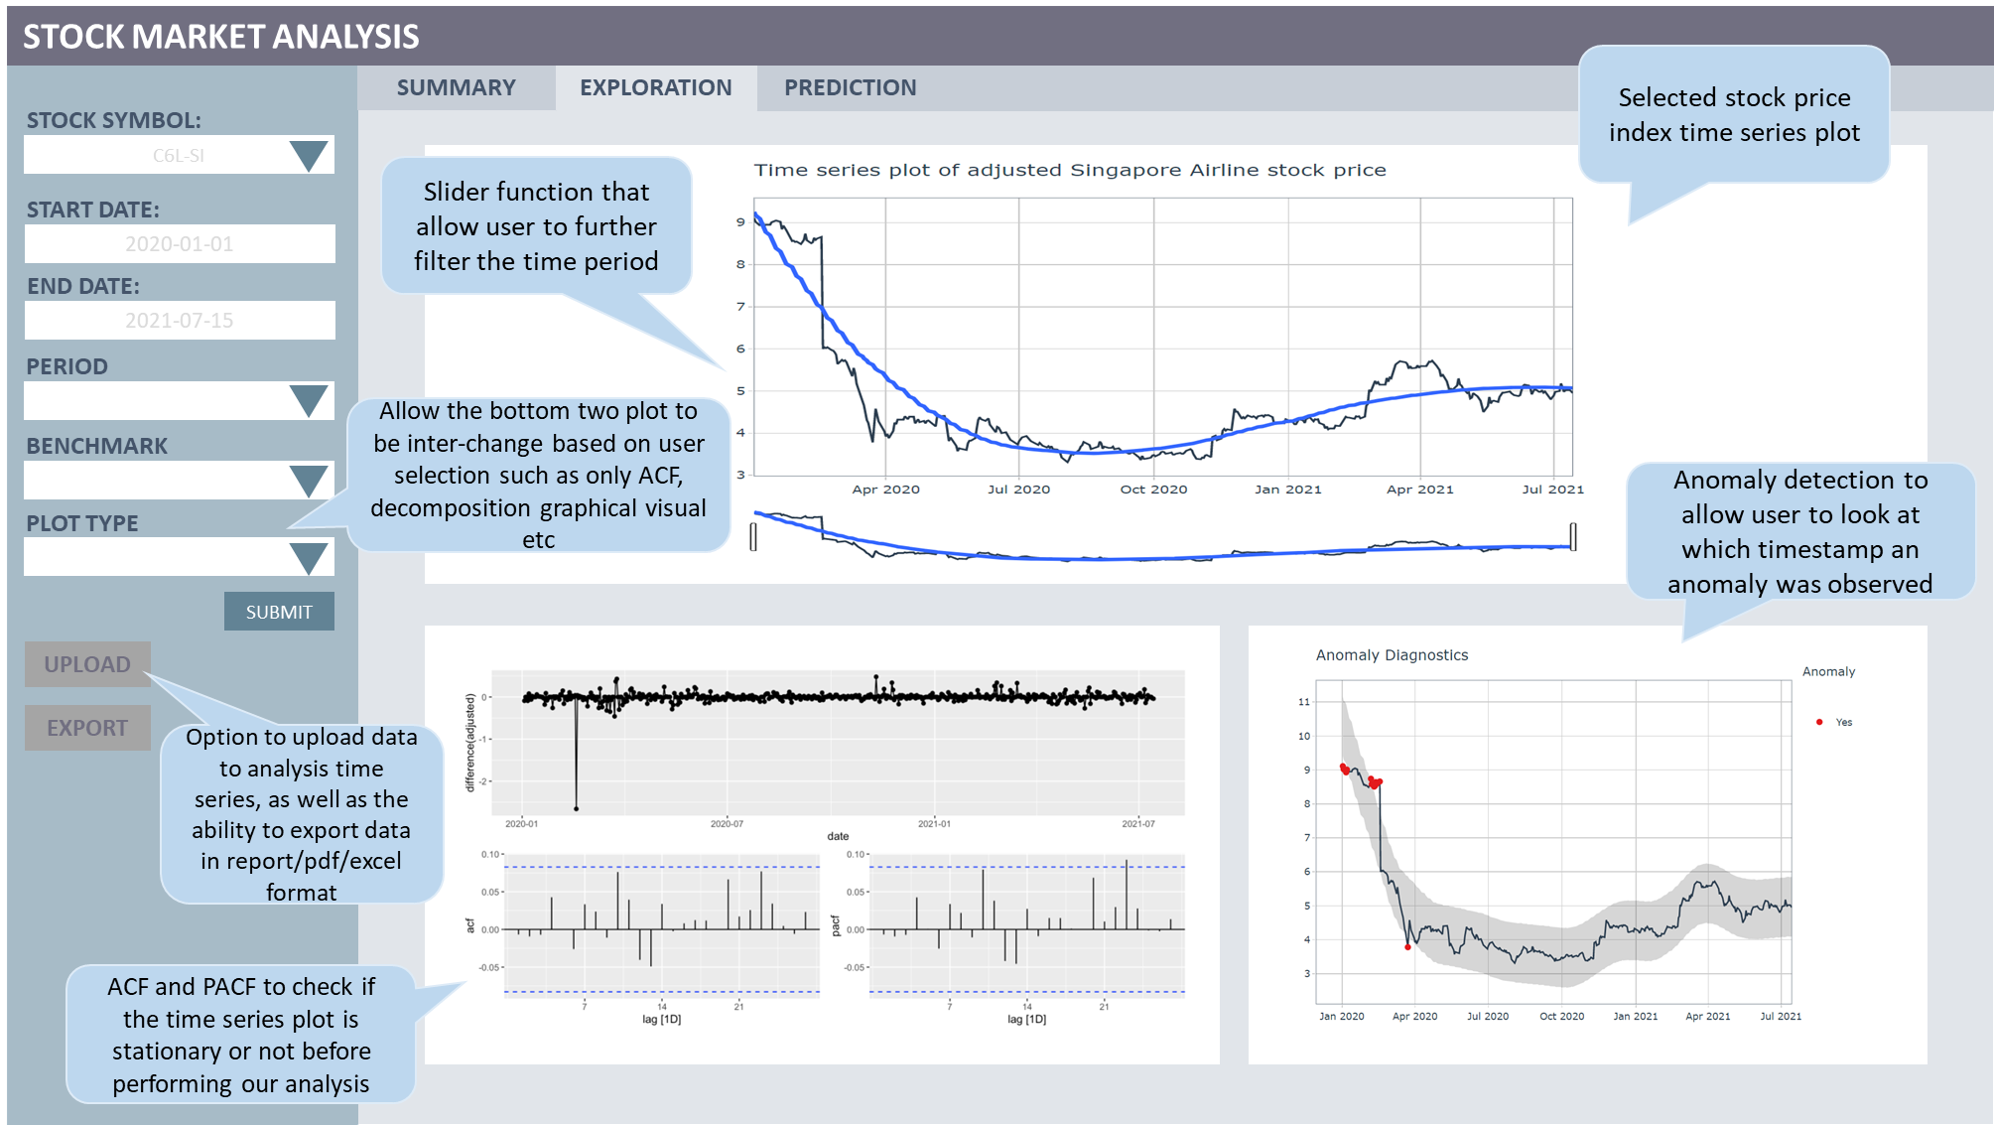 STOCK MARKET ANALYSIS
SUMMARY
EXPLORATION
PREDICTION
STOCK SYMBOL:
C6L-SI
START DATE:
2020-01-01
END DATE:
2021-07-15
PERIOD
BENCHMARK
PLOT TYPE
SUBMIT
UPLOAD
EXPORT
Selected stock price
index time series plot
Slider function that
allow user to further
filter the time period
Allow the bottom two plot to
be inter-change based on user
selection such as only ACF,
decomposition graphical visual
etc
Time series plot of adjusted Singapore Airline stock price
9
8
7
6
5
4
3
Apr 2020
Jul 2020
Oct 2020
Jan 2021
Apr 2021
Jul 2021
Anomaly detection to
allow user to look at
which timestamp an
anomaly was observed
Option to upload data
to analysis time
series, as well as the
ability to export data
in report/pdf/excel
format
ACF and PACF to check if
the time series plot is
stationary or not before
performing our analysis
difference(adjusted)
0
-1
-2
2020-01
2020-07
2021-01
2021-07
date
acf
0.10
0.05
0.00
-0.05
7
14
21
lag [1D]
pacf
0.10
0.05
0.00
-0.05
7
14
21
lag [1D]
Anomaly Diagnostics
Anomaly
Yes
11
10
9
8
7
6
5
4
3
Jan 2020
Apr 2020
Jul 2020
Oct 2020
Jan 2021
Apr 2021
Jul 2021